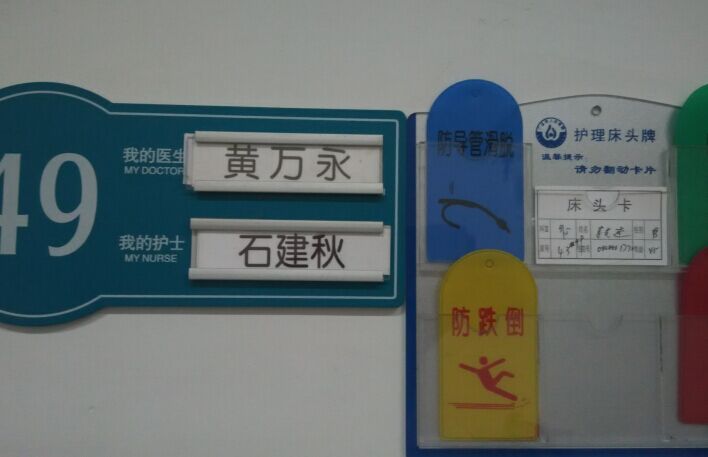 49
我的医生
MY DOCTOR
黄万永
我的护士
MY NURSE
石建秋
防导管滑脱
护理床头牌
温馨提示:
请勿翻动卡片
床头卡
防跌倒